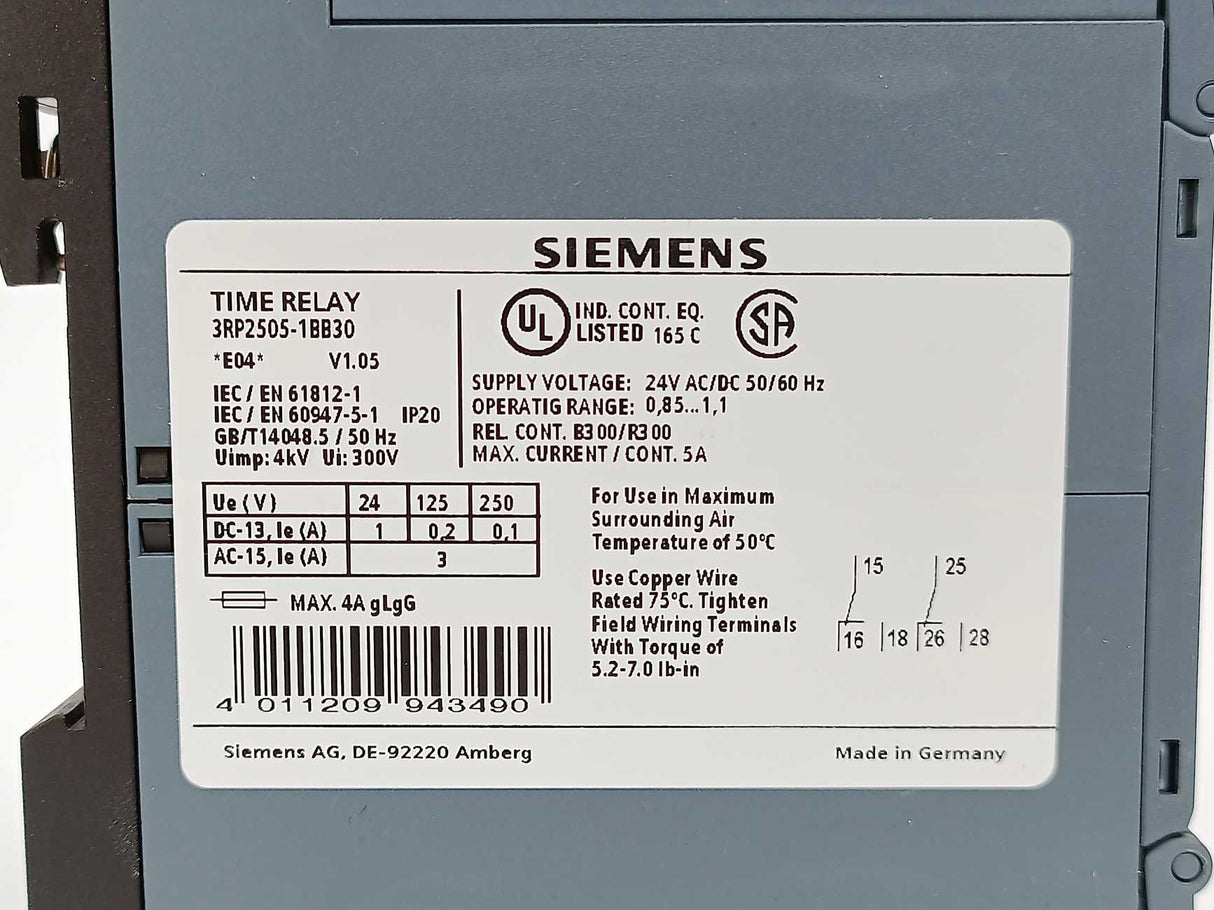 SIEMENS
TIME RELAY
3RP2505-1BB30
*E04* V1.05
IEC / EN 61812-1
IEC / EN 60947-5-1 IP20
GB/T14048.5 / 50 Hz
Uimp: 4kV Ui: 300V
UL IND. CONT. EQ.
LISTED 165 C
SA
SUPPLY VOLTAGE: 24V AC/DC 50/60 Hz
OPERATIG RANGE: 0,85...1,1
REL. CONT. B300/R300
MAX. CURRENT / CONT. 5A
Ue (V) 24 125 250
DC-13, Ie (A) 1 0,2 0,1
AC-15, Ie (A) 3
MAX. 4A gLgG
4 011209 943490
For Use in Maximum
Surrounding Air
Temperature of 50°C
Use Copper Wire
Rated 75°C. Tighten
Field Wiring Terminals
With Torque of
5.2-7.0 lb-in
15 25
16 18 26 28
Siemens AG, DE-92220 Amberg
Made in Germany